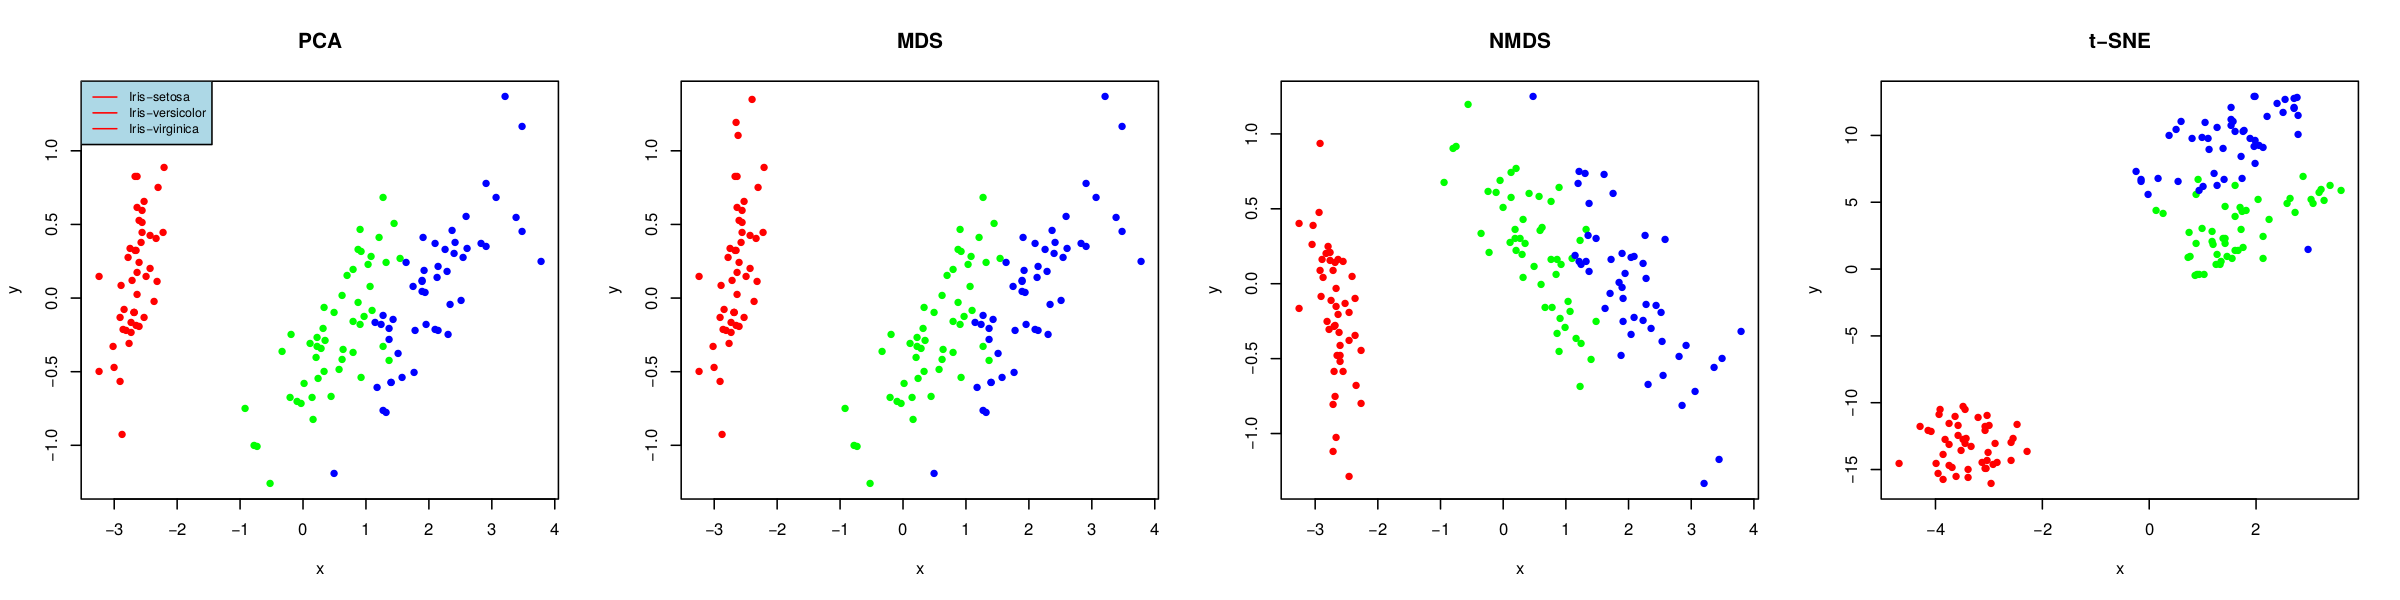 PCA
Iris−setosa
Iris−versicolor
Iris−virginica
y
1.0
0.5
0.0
−0.5
−1.0
−3 −2 −1 0 1 2 3 4
x
MDS
y
1.0
0.5
0.0
−0.5
−1.0
−3 −2 −1 0 1 2 3 4
x
NMDS
y
1.0
0.5
0.0
−0.5
−1.0
−3 −2 −1 0 1 2 3 4
x
t−SNE
y
10
5
0
−5
−10
−15
−4 −2 0 2
x